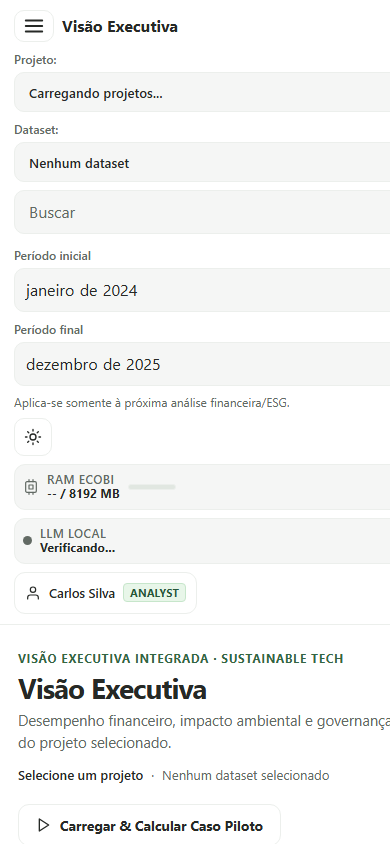 Visão Executiva
Projeto:
Carregando projetos...
Dataset:
Nenhum dataset
Buscar
Período inicial
janeiro de 2024
Período final
dezembro de 2025
Aplica-se somente à próxima análise financeira/ESG.
RAM ECOBI
-- / 8192 MB
LLM LOCAL
Verificando...
Carlos Silva ANALYST
VISÃO EXECUTIVA INTEGRADA · SUSTAINABLE TECH
Visão Executiva
Desempenho financeiro, impacto ambiental e governança
do projeto selecionado.
Selecione um projeto · Nenhum dataset selecionado
Carregar & Calcular Caso Piloto